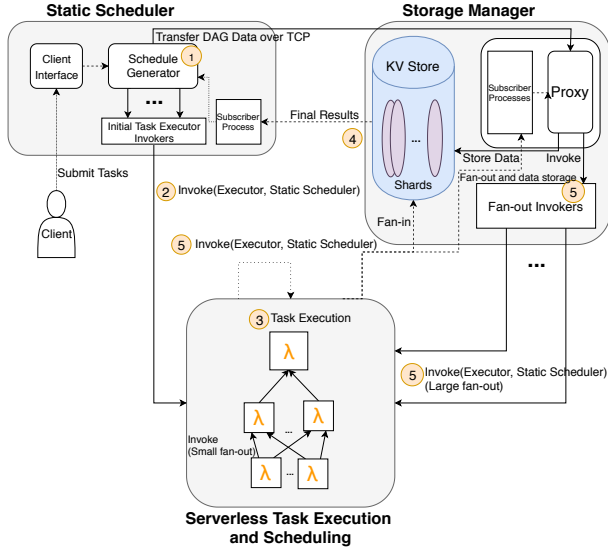 Static Scheduler
Storage Manager
Transfer DAG Data over TCP
Client
Interface
Schedule
Generator
1
...
Initial Task Executor
Invokers
Subscriber
Process
Final Results
4
KV Store
...
Shards
Subscriber
Processes
Proxy
Store Data
Invoke
Fan-out and data storage
5
Fan-out Invokers
...
Submit Tasks
Client
2 Invoke(Executor, Static Scheduler)
Fan-in
5
Invoke(Executor, Static Scheduler)
3 Task Execution
λ
λ
...
λ
Invoke
(Small fan-out)
λ
...
λ
5
Invoke(Executor, Static Scheduler)
(Large fan-out)
Serverless Task Execution
and Scheduling